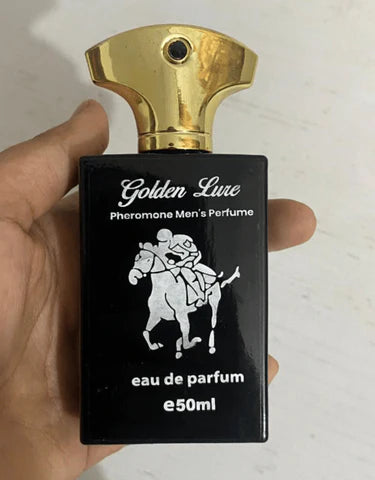 Golden Lure
Pheromone Men's Perfume
eau de parfum
e50ml